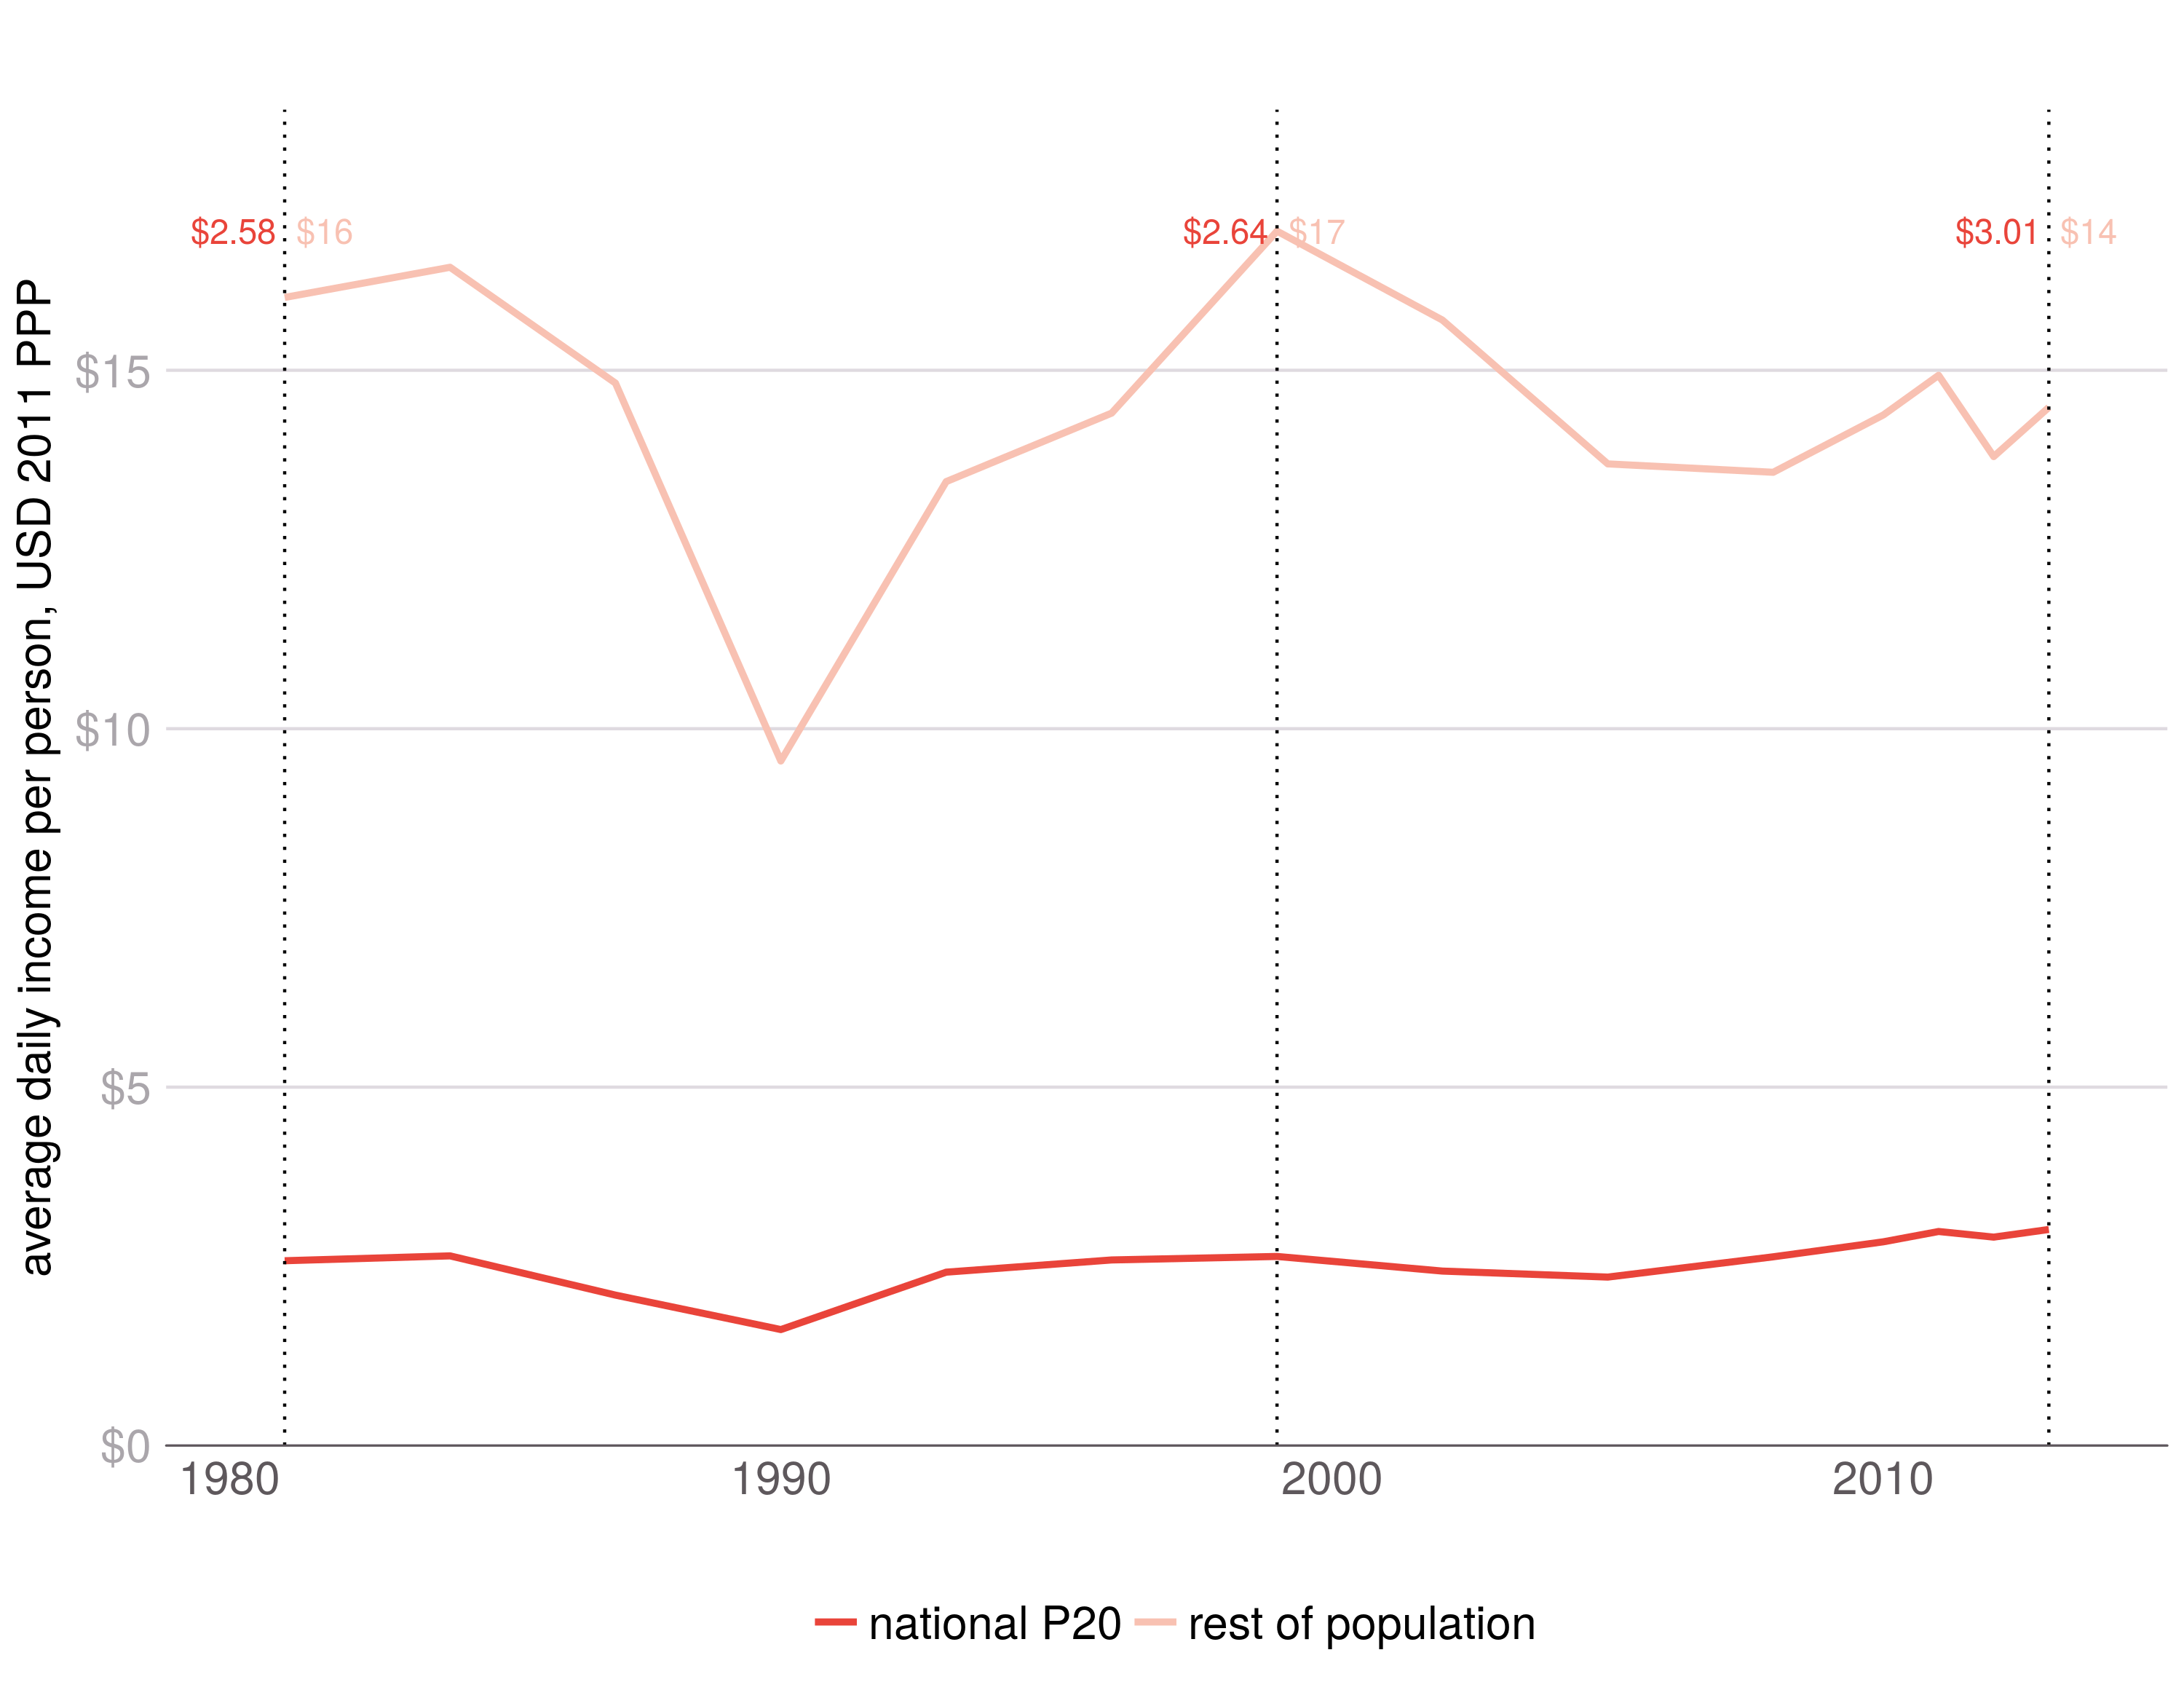 $2.58 $16
$2.64 $17
$3.01 $14
average daily income per person, USD 2011 PPP
$15
$10
$5
$0
1980 1990 2000 2010
national P20 rest of population